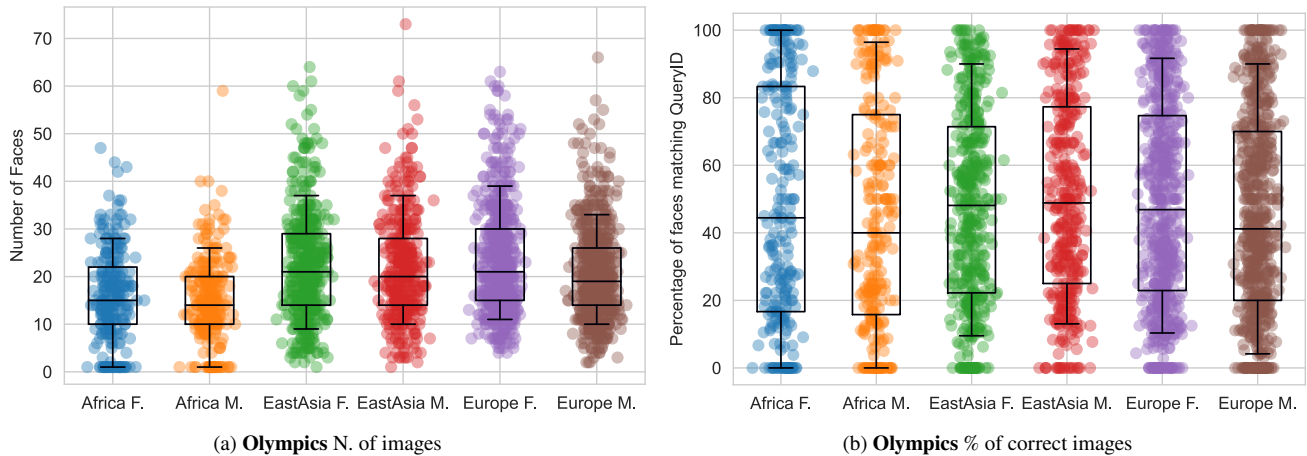 Number of Faces
70
60
50
40
30
20
10
0
Africa F. Africa M. EastAsia F. EastAsia M. Europe F. Europe M.
(a) Olympics N. of images
Percentage of faces matching QueryID
100
80
60
40
20
0
Africa F. Africa M. EastAsia F. EastAsia M. Europe F. Europe M.
(b) Olympics % of correct images